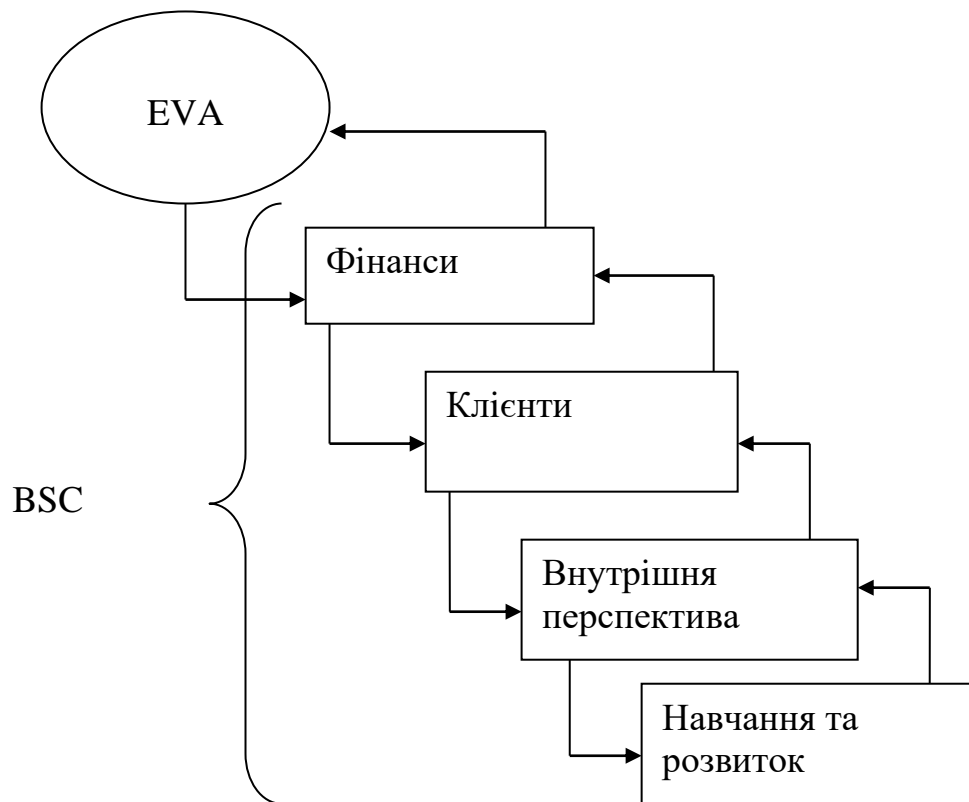 EVA
Фінанси
Клієнти
BSC
Внутрішня
перспектива
Навчання та
розвиток